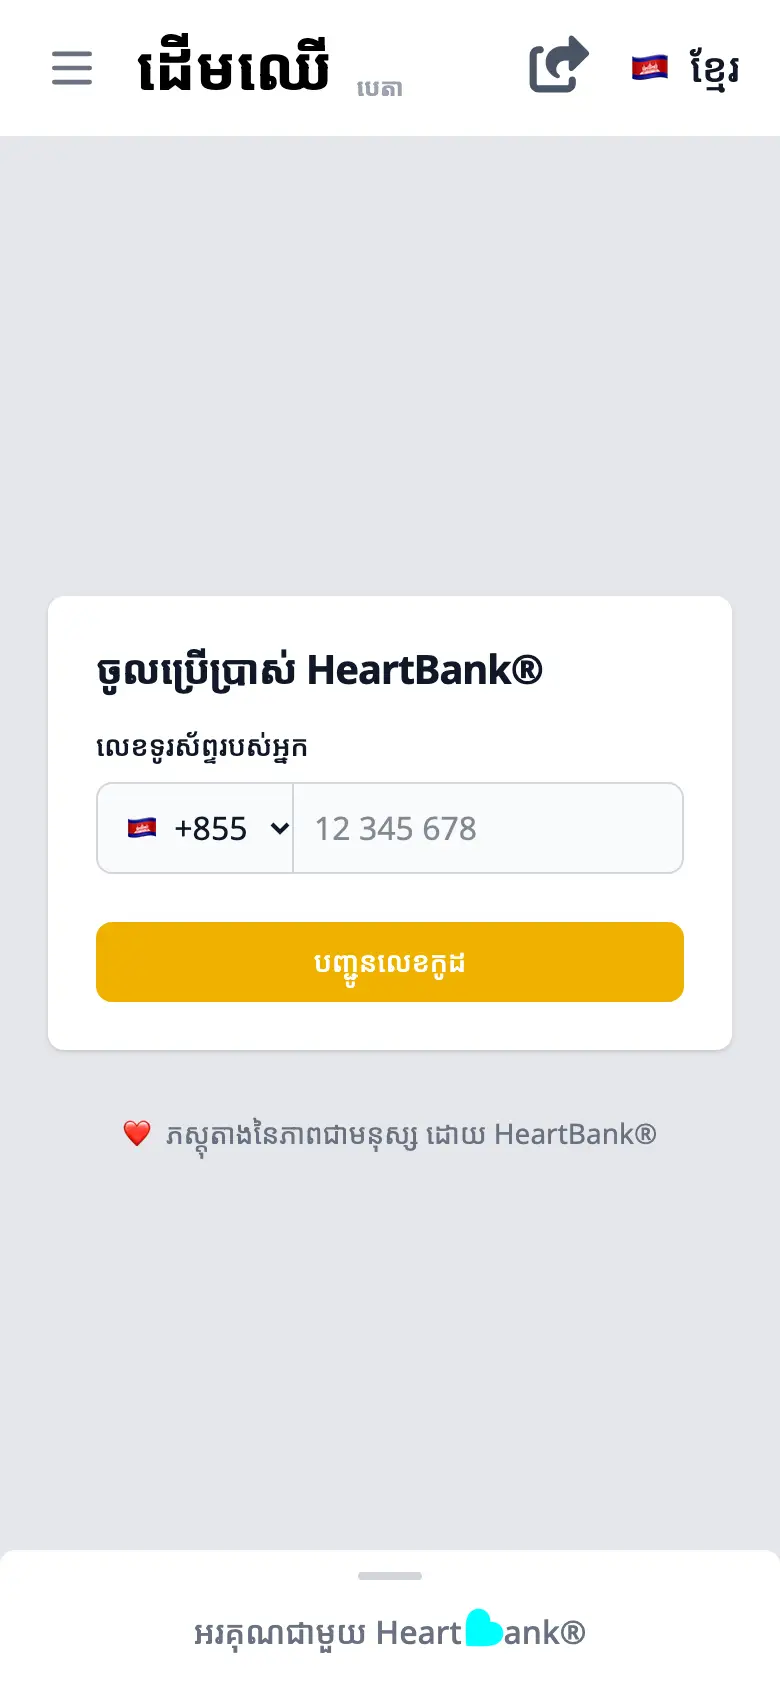 ដើមឈើ បេតា 🇰🇭 ខ្មែរ
ចូលប្រើប្រាស់ HeartBank®
លេខទូរស័ព្ទរបស់អ្នក
🇰🇭 +855 12 345 678
បញ្ជូនលេខកូដ
❤️ ភស្តុតាងនៃភាពជាមនុស្ស ដោយ HeartBank®
អរគុណជាមួយ HeartBank®